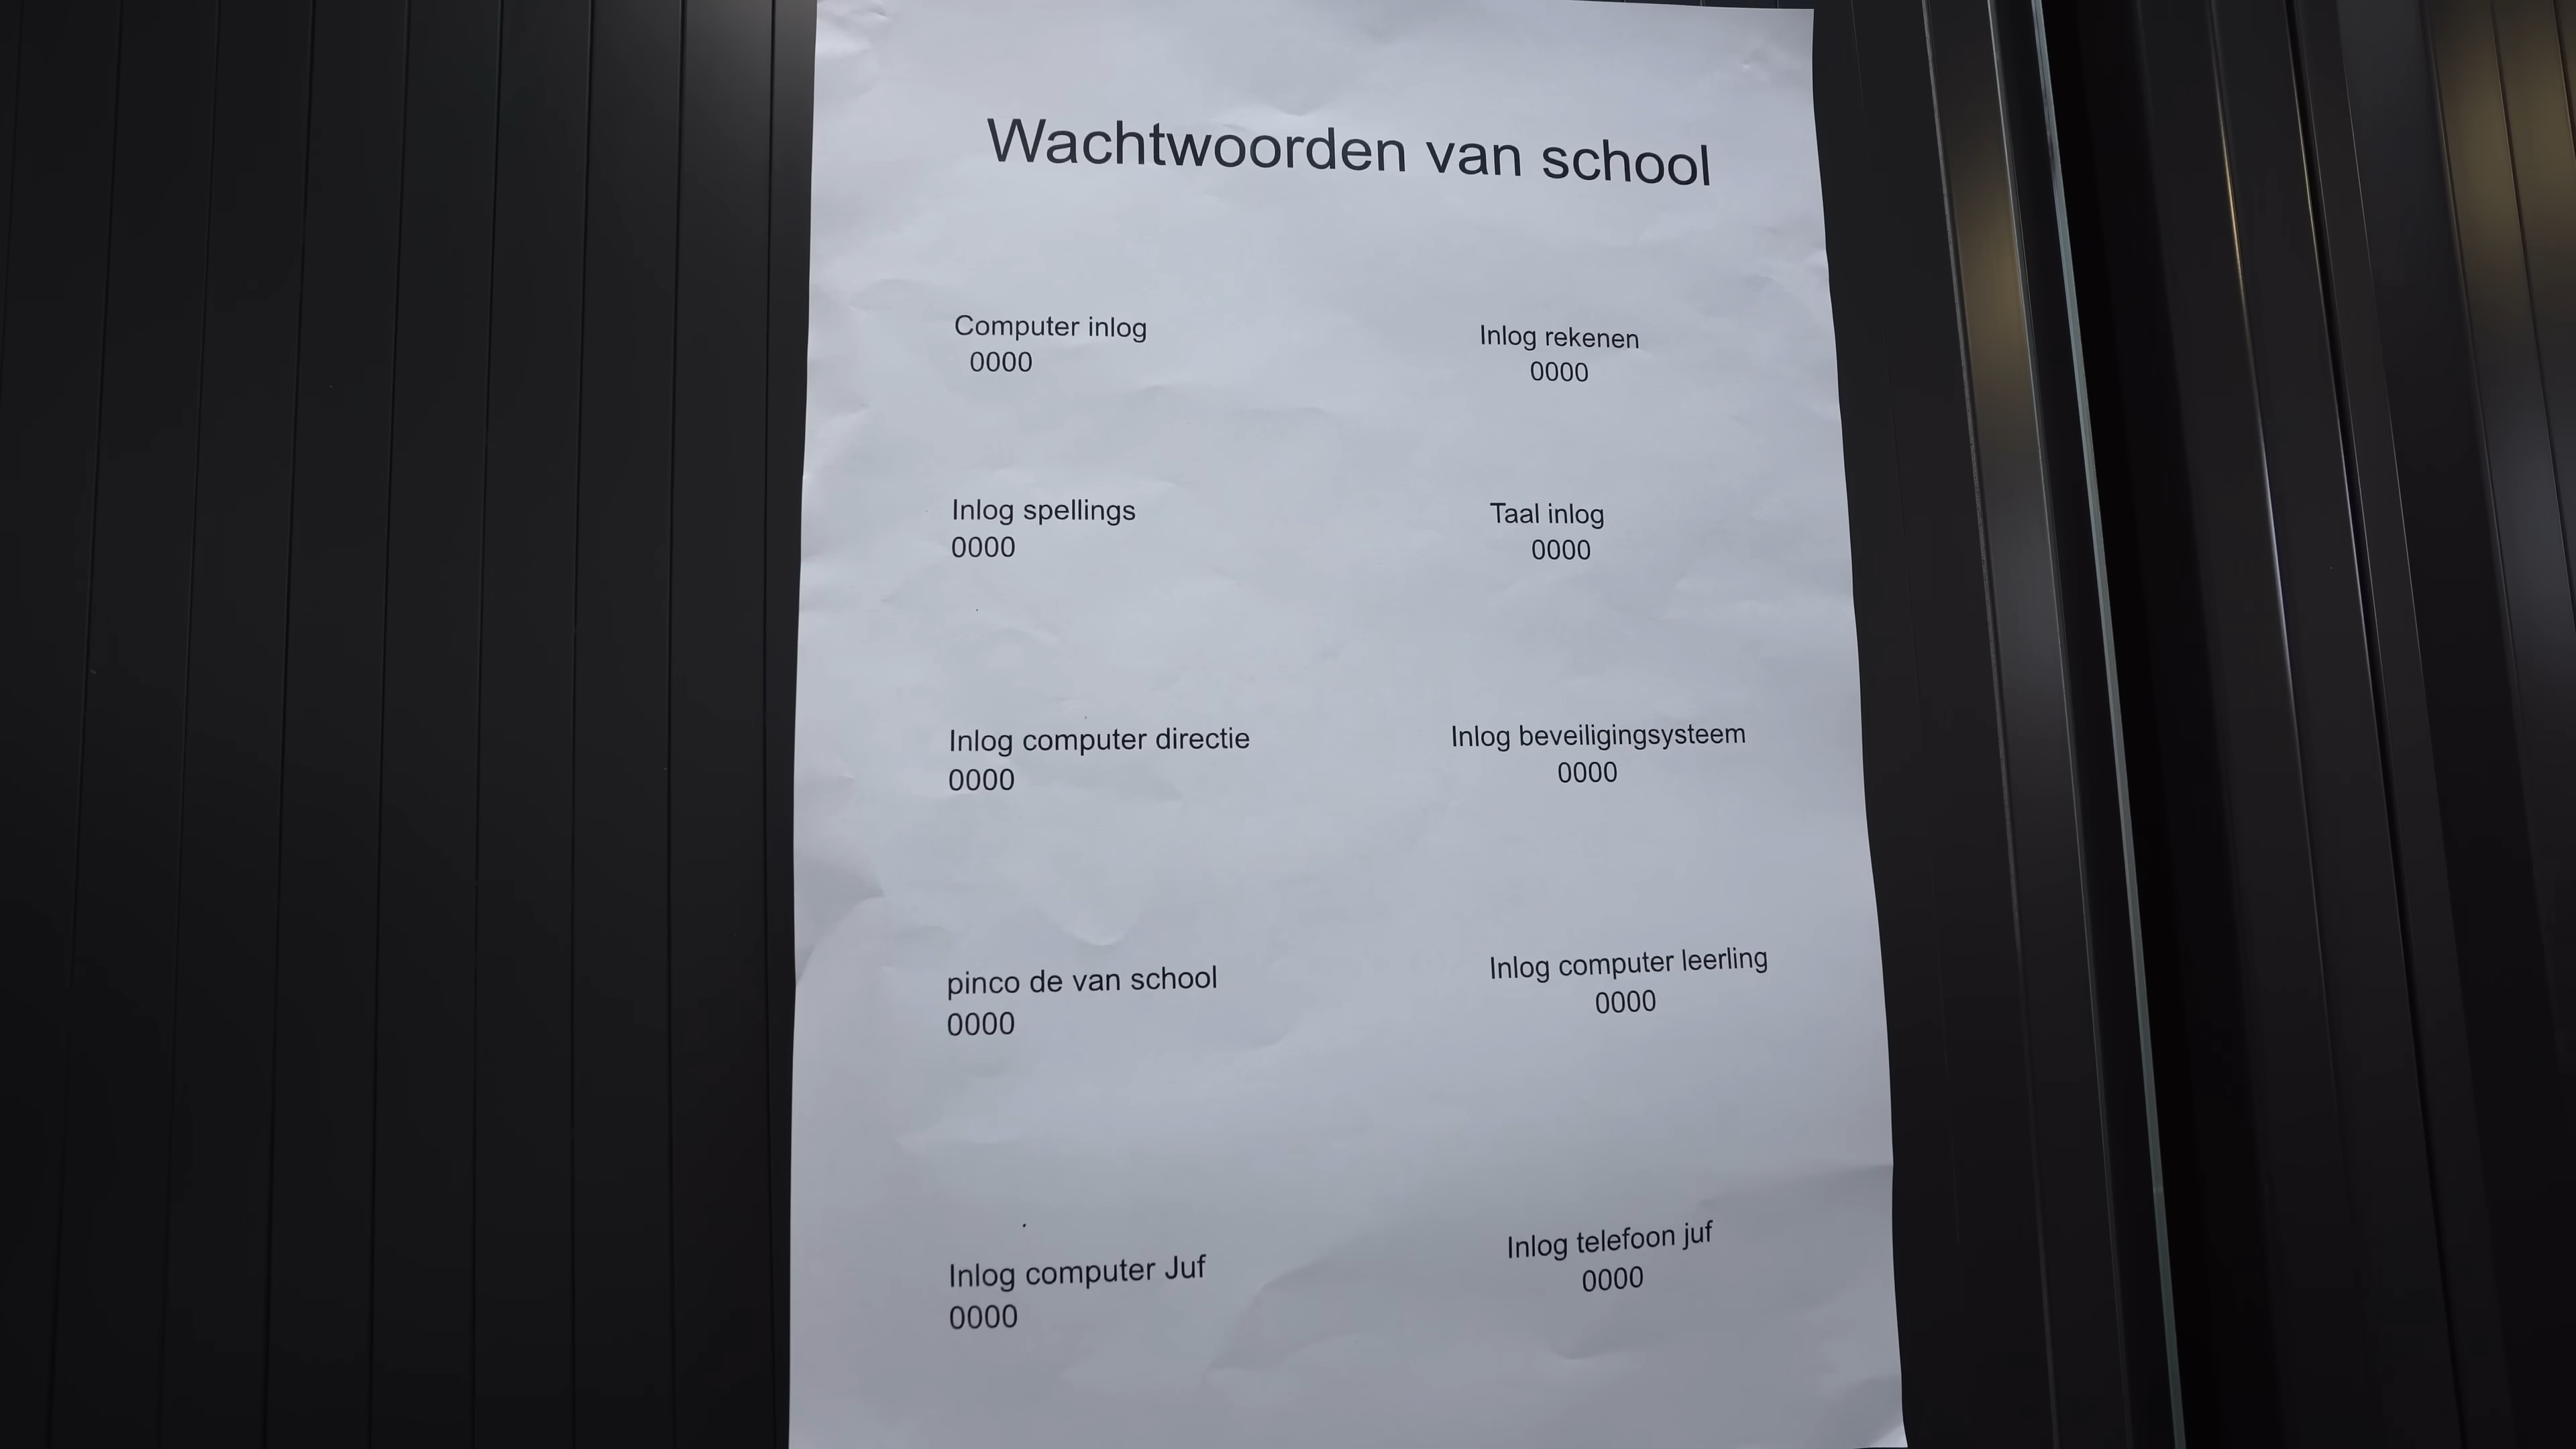 Wachtwoorden van school
Computer inlog
0000
Inlog rekenen
0000
Inlog spellings
0000
Taal inlog
0000
Inlog computer directie
0000
Inlog beveiligingsysteem
0000
pinco de van school
0000
Inlog computer leerling
0000
Inlog computer Juf
0000
Inlog telefoon juf
0000